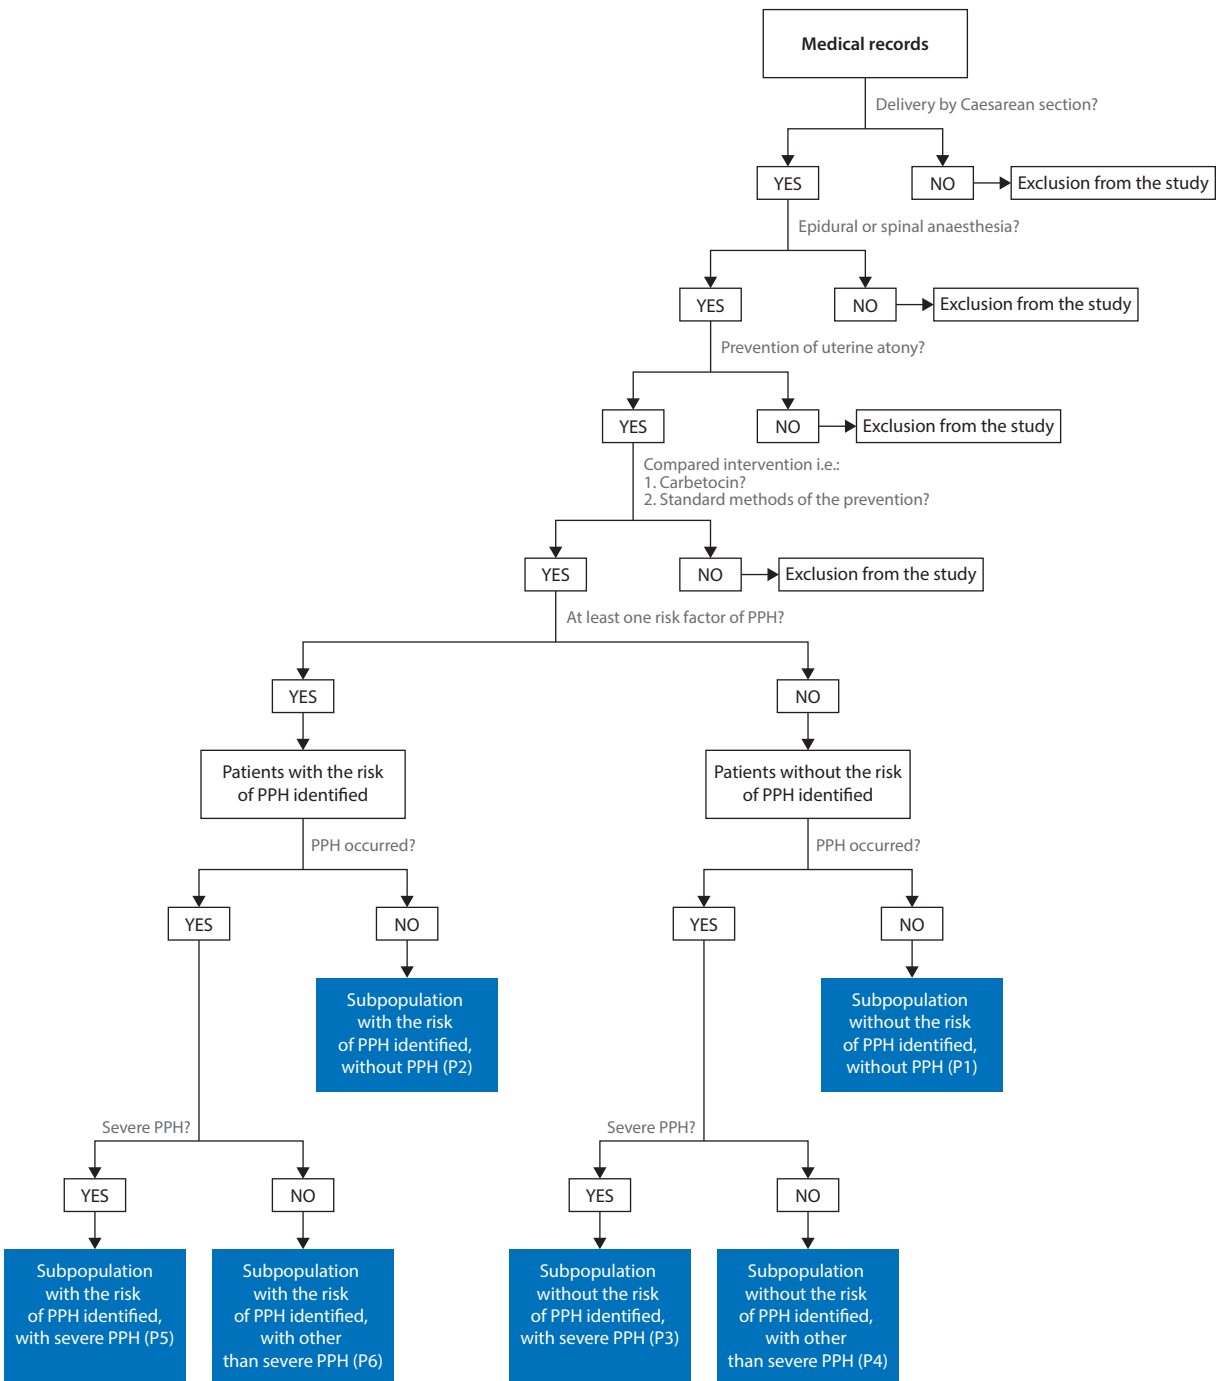 Medical records
Delivery by Caesarean section?
YES
NO
Exclusion from the study
Epidural or spinal anaesthesia?
YES
NO
Exclusion from the study
Prevention of uterine atony?
YES
NO
Exclusion from the study
Compared intervention i.e.:
1. Carbetocin?
2. Standard methods of the prevention?
YES
NO
Exclusion from the study
At least one risk factor of PPH?
YES
NO
Patients with the risk
of PPH identified
Patients without the risk
of PPH identified
PPH occurred?
PPH occurred?
YES
NO
YES
NO
Subpopulation
with the risk
of PPH identified,
without PPH (P2)
Subpopulation
without the risk
of PPH identified,
without PPH (P1)
Severe PPH?
Severe PPH?
YES
NO
YES
NO
Subpopulation
with the risk
of PPH identified,
with severe PPH (P5)
Subpopulation
with the risk
of PPH identified,
with other
than severe PPH (P6)
Subpopulation
without the risk
of PPH identified,
with severe PPH (P3)
Subpopulation
without the risk
of PPH identified,
with other
than severe PPH (P4)